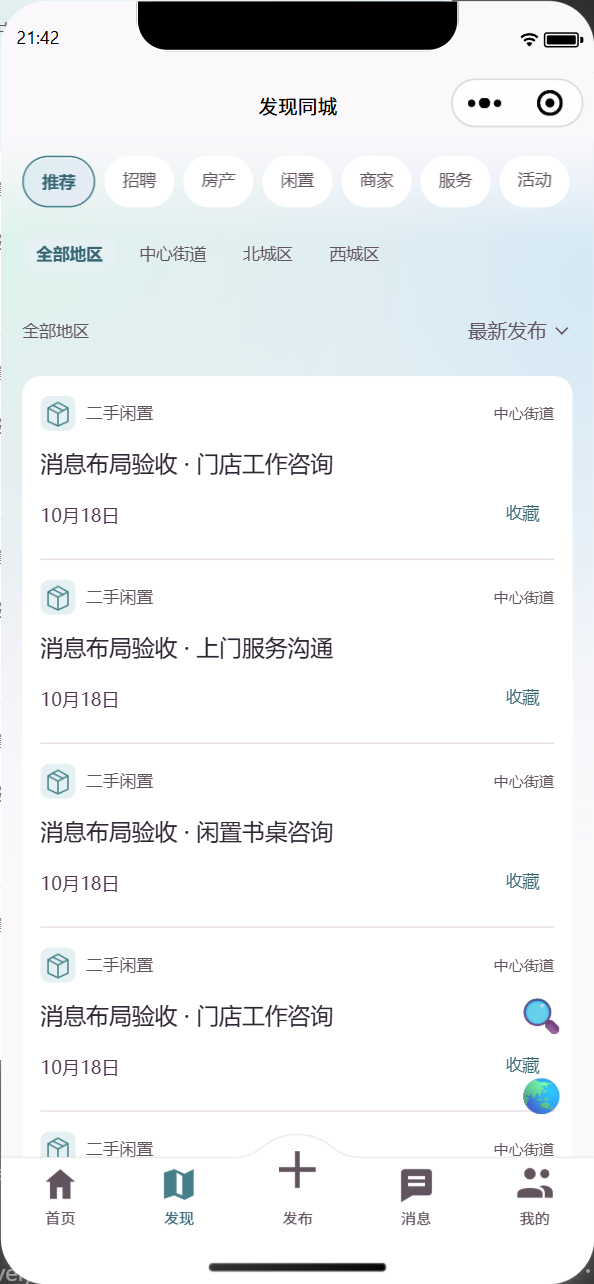 21:42
发现同城
推荐 招聘 房产 闲置 商家 服务 活动
全部地区 中心街道 北城区 西城区
全部地区 最新发布
二手闲置 中心街道
消息布局验收 · 门店工作咨询
10月18日 收藏
二手闲置 中心街道
消息布局验收 · 上门服务沟通
10月18日 收藏
二手闲置 中心街道
消息布局验收 · 闲置书桌咨询
10月18日 收藏
二手闲置 中心街道
消息布局验收 · 门店工作咨询
10月18日 收藏
二手闲置 中心街道
首页 发现 发布 消息 我的